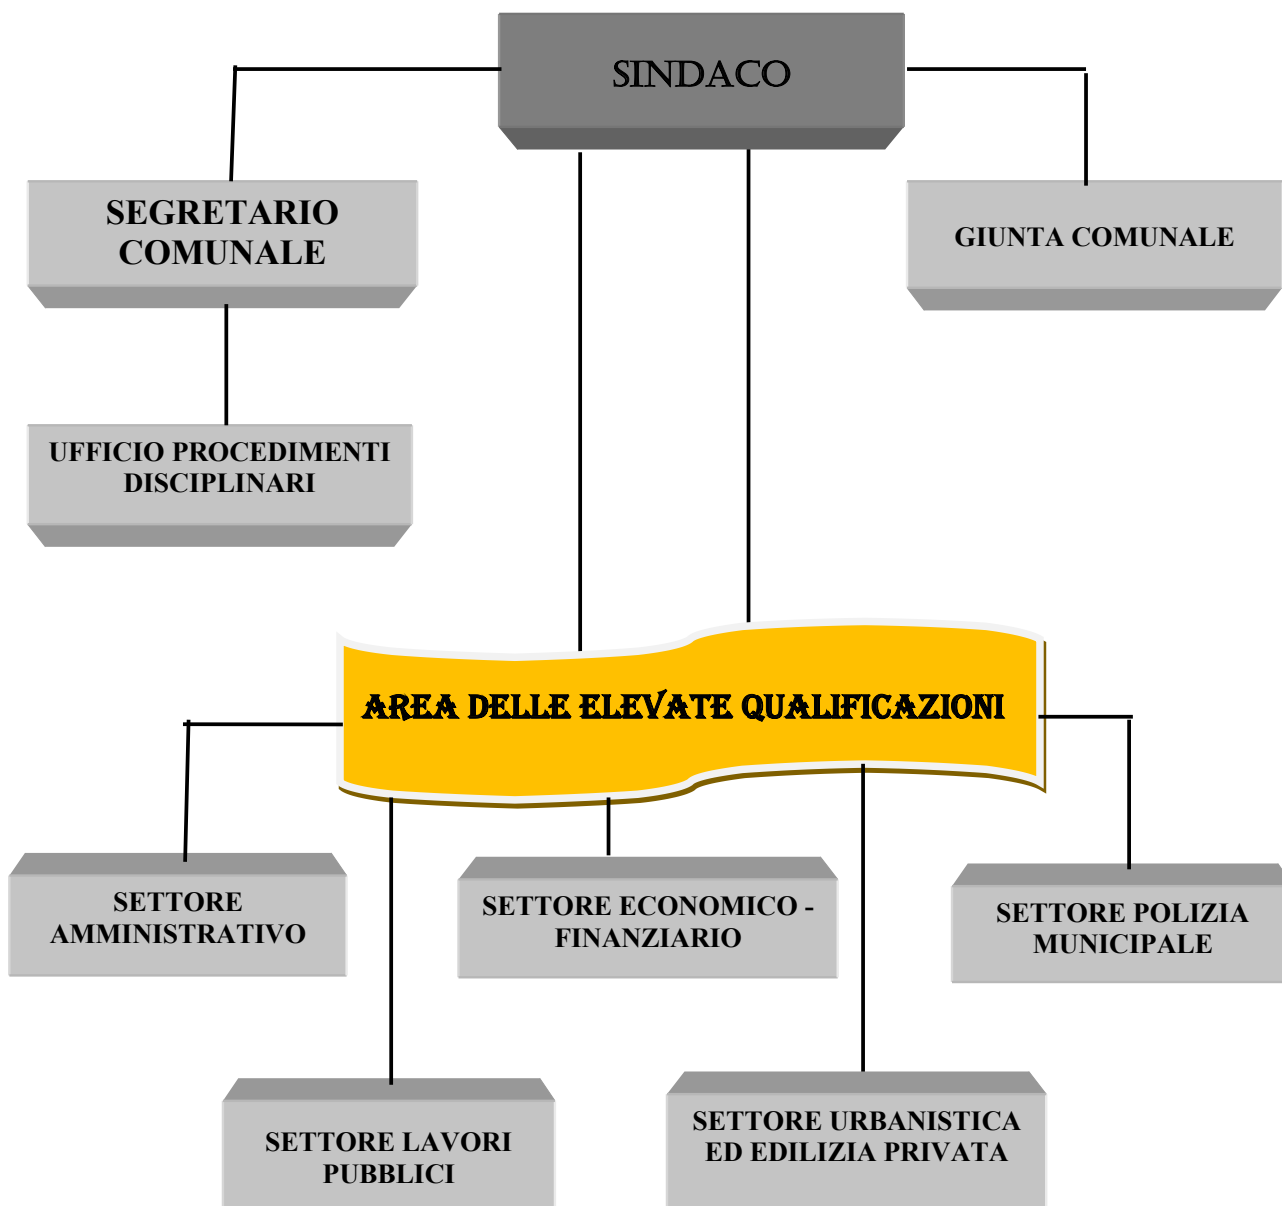 SINDACO
SEGRETARIO
COMUNALE
GIUNTA COMUNALE
UFFICIO PROCEDIMENTI
DISCIPLINARI
AREA DELLE ELEVATE QUALIFICAZIONI
SETTORE
AMMINISTRATIVO
SETTORE ECONOMICO -
FINANZIARIO
SETTORE POLIZIA
MUNICIPALE
SETTORE LAVORI
PUBBLICI
SETTORE URBANISTICA
ED EDILIZIA PRIVATA